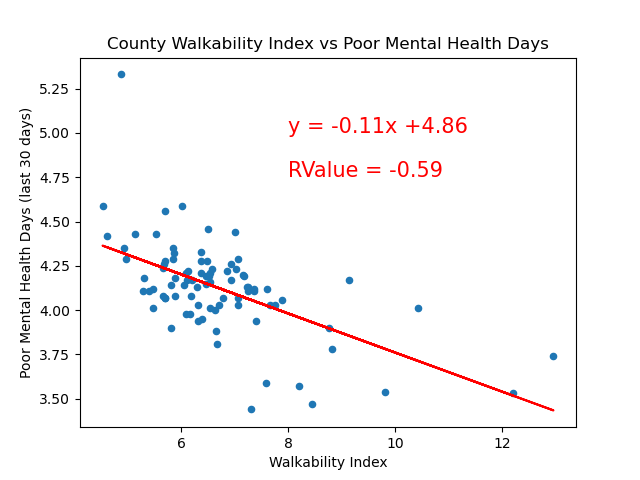 County Walkability Index vs Poor Mental Health Days
Poor Mental Health Days (last 30 days)
5.25
5.00
4.75
4.50
4.25
4.00
3.75
3.50
y = -0.11x +4.86
RValue = -0.59
6 8 10 12
Walkability Index